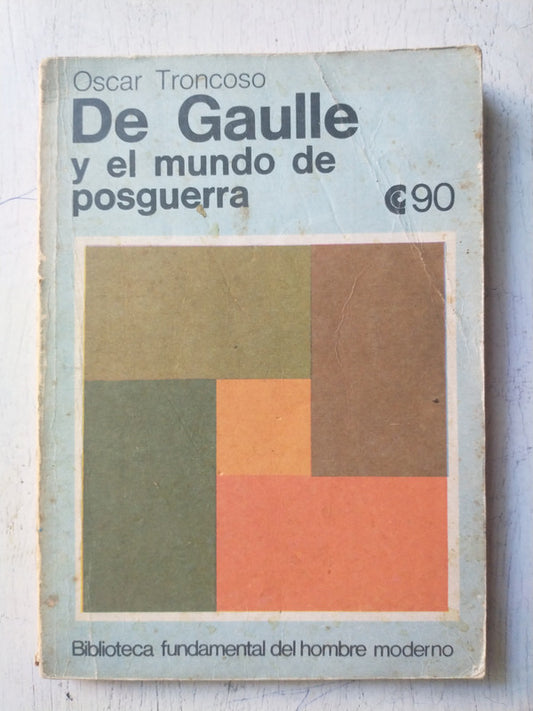 Oscar Troncoso
De Gaulle
y el mundo de
posguerra
90
Biblioteca fundamental del hombre moderno